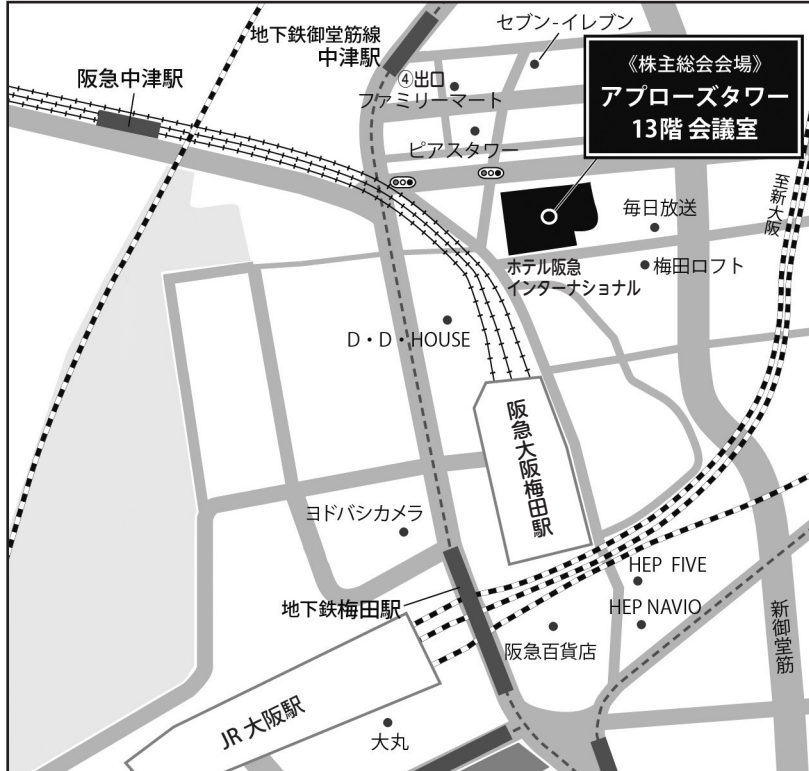 セブン-イレブン
地下鉄御堂筋線
中津駅
《株主総会会場》
アプローズタワー
13階 会議室
阪急中津駅
④出口
ファミリーマート
ピアスタワー
至新大阪
毎日放送
ホテル阪急
インターナショナル
梅田ロフト
D・D・HOUSE
阪急大阪梅田駅
ヨドバシカメラ
HEP FIVE
地下鉄梅田駅
HEP NAVIO
新御堂筋
阪急百貨店
JR 大阪駅
大丸